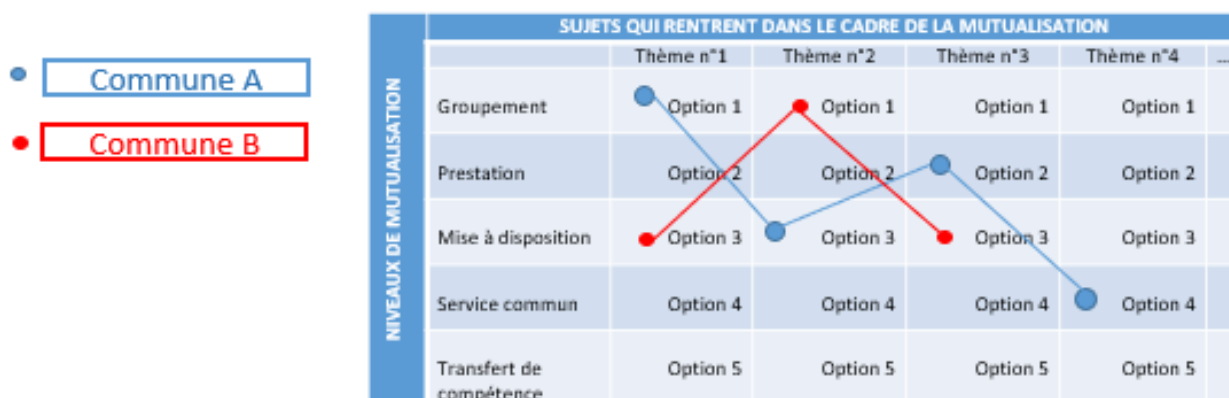 Commune A
Commune B
SUJETS QUI RENTRENT DANS LE CADRE DE LA MUTUALISATION
NIVEAUX DE MUTUALISATION
Thème n°1 Thème n°2 Thème n°3 Thème n°4 ...
Groupement Option 1 Option 1 Option 1 Option 1
Prestation Option 2 Option 2 Option 2 Option 2
Mise à disposition Option 3 Option 3 Option 3 Option 3
Service commun Option 4 Option 4 Option 4 Option 4
Transfert de Option 5 Option 5 Option 5 Option 5
compétence